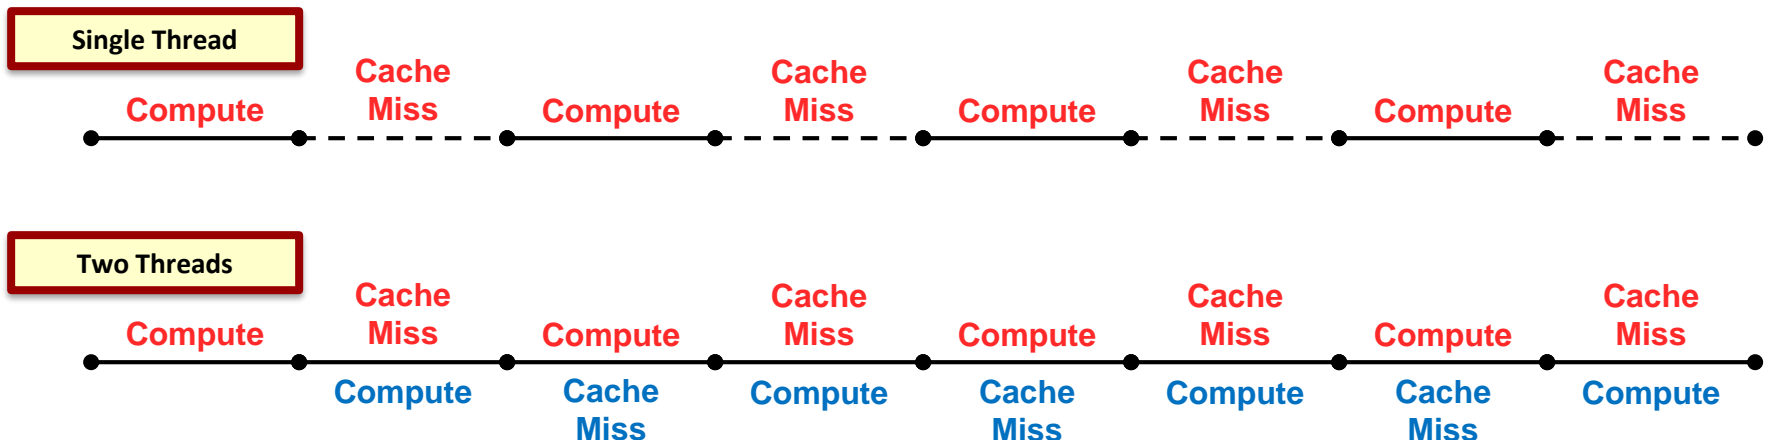 Single Thread
Cache Cache Cache Cache
Compute Miss Compute Miss Compute Miss Compute Miss
Two Threads
Cache Cache Cache Cache
Compute Miss Compute Miss Compute Miss Compute Miss
Compute Cache Compute Cache Compute Cache Compute
Miss Miss Miss